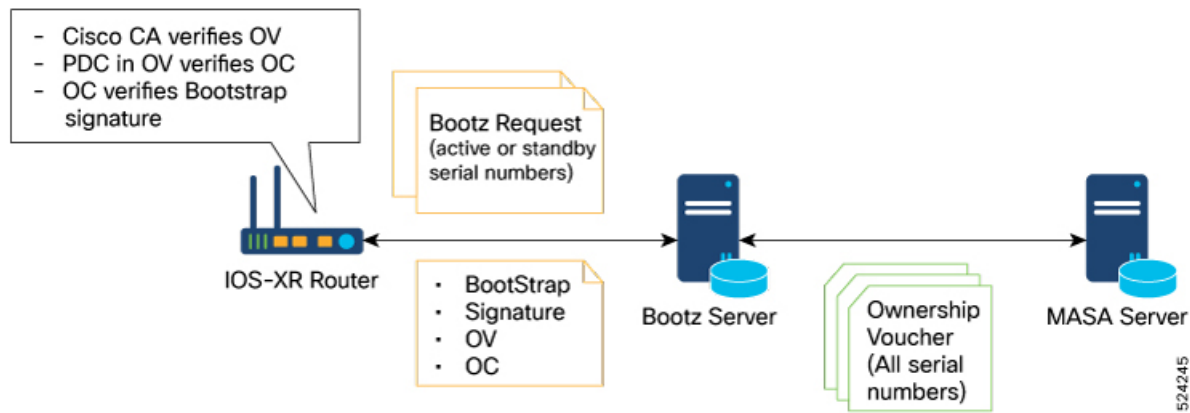 - Cisco CA verifies OV
- PDC in OV verifies OC
- OC verifies Bootstrap
signature
Bootz Request
(active or standby
serial numbers)
IOS-XR Router
· BootStrap
· Signature
· OV
· OC
Bootz Server
Ownership
Voucher
(All serial
numbers)
MASA Server
524245